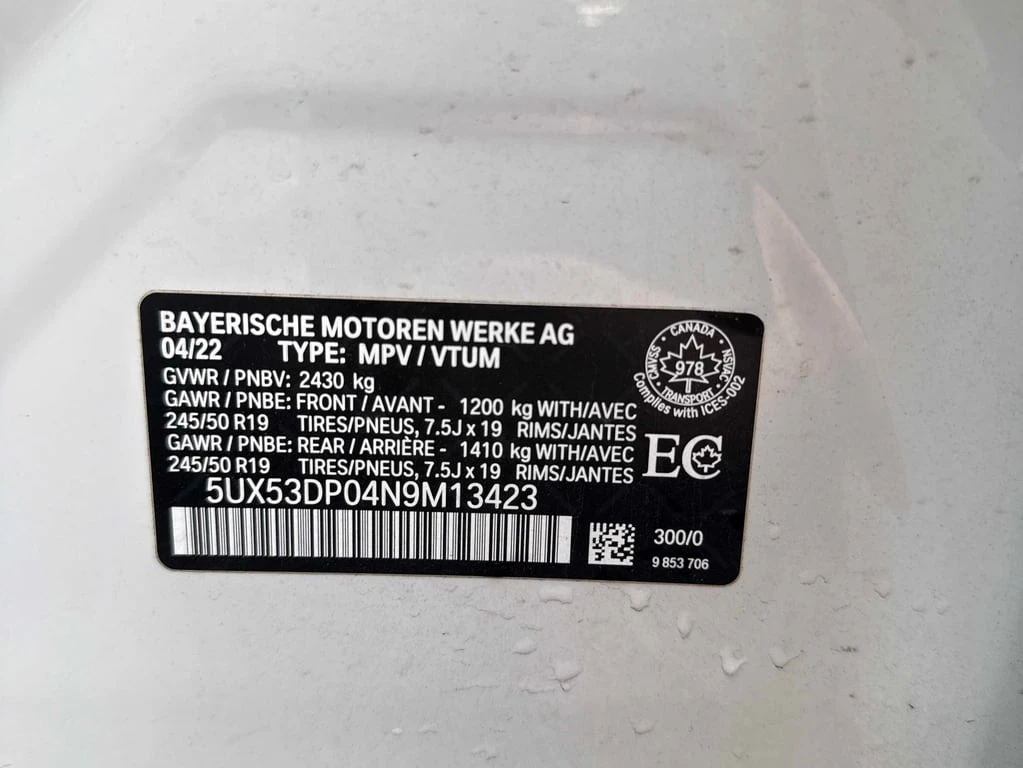 BAYERISCHE MOTOREN WERKE AG
04/22 TYPE: MPV / VTUM
GVWR / PNBV: 2430 kg
GAWR / PNBE: FRONT / AVANT - 1200 kg WITH/AVEC
245/50 R19 TIRES/PNEUS, 7.5J x 19 RIMS/JANTES
GAWR / PNBE: REAR / ARRIÈRE - 1410 kg WITH/AVEC
245/50 R19 TIRES/PNEUS, 7.5J x 19 RIMS/JANTES
5UX53DP04N9M13423
CANADA
CMVSS 978 NSVAC
TRANSPORT
Complies with ICES-002
EC
300/0
9 853 706